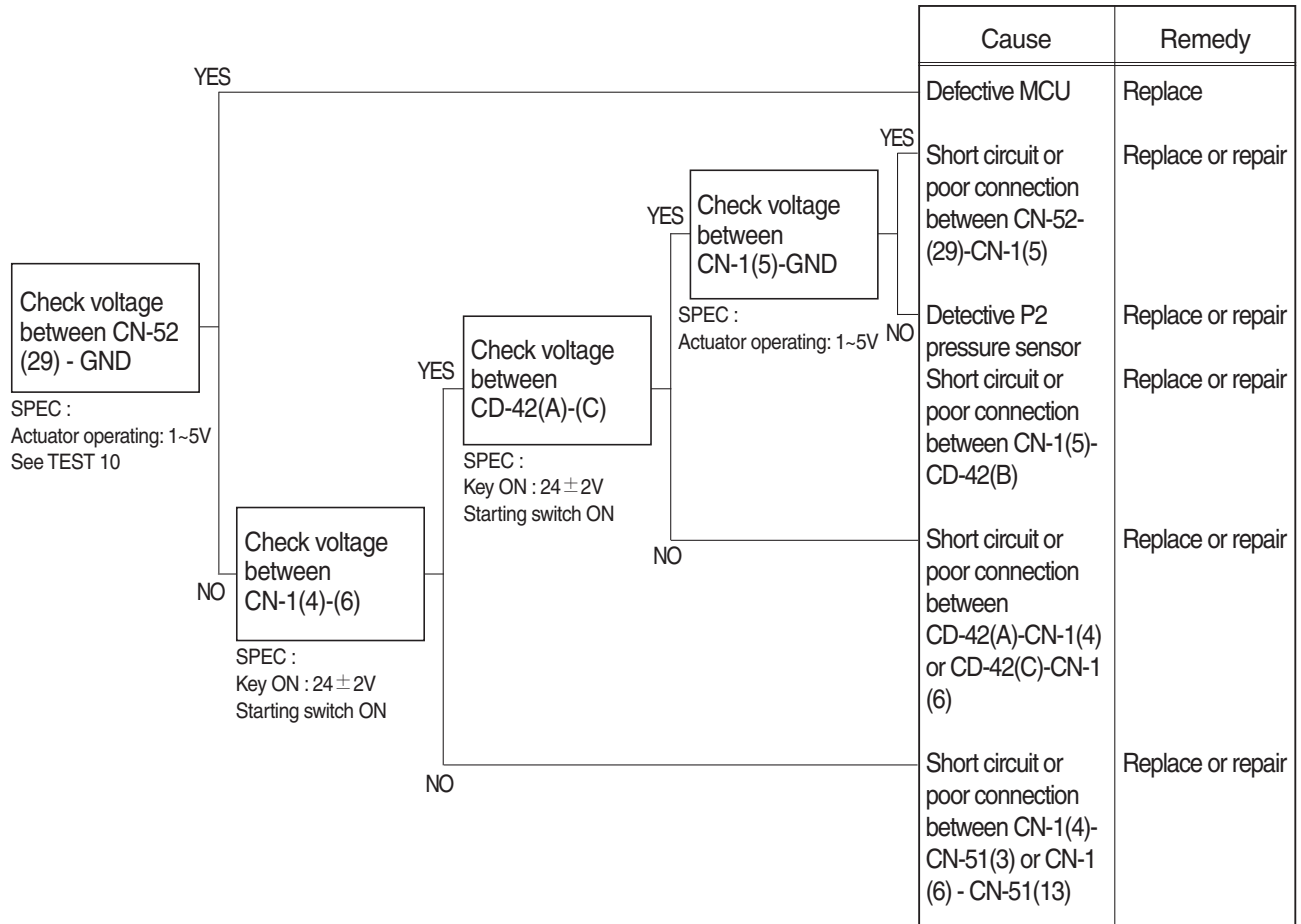 Cause
Remedy
YES
Defective MCU
Replace
YES
Short circuit or
poor connection
between CN-52-
(29)-CN-1(5)
Replace or repair
YES
Check voltage
between
CN-1(5)-GND
SPEC :
Actuator operating: 1~5V
NO
Detective P2
pressure sensor
Replace or repair
Short circuit or
poor connection
between CN-1(5)-
CD-42(B)
Replace or repair
Check voltage
between CN-52
(29) - GND
SPEC :
Actuator operating: 1~5V
See TEST 10
YES
Check voltage
between
CD-42(A)-(C)
SPEC :
Key ON : 24±2V
Starting switch ON
NO
Short circuit or
poor connection
between
CD-42(A)-CN-1(4)
or CD-42(C)-CN-1
(6)
Replace or repair
NO
Check voltage
between
CN-1(4)-(6)
SPEC :
Key ON : 24±2V
Starting switch ON
NO
Short circuit or
poor connection
between CN-1(4)-
CN-51(3) or CN-1
(6) - CN-51(13)
Replace or repair